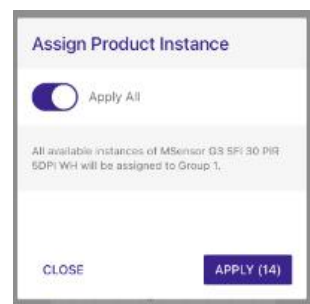 Assign Product Instance
Apply All
All available instances of MSensor G3 SFI 30 PIR
5DPI WH will be assigned to Group 1.
CLOSE
APPLY (14)